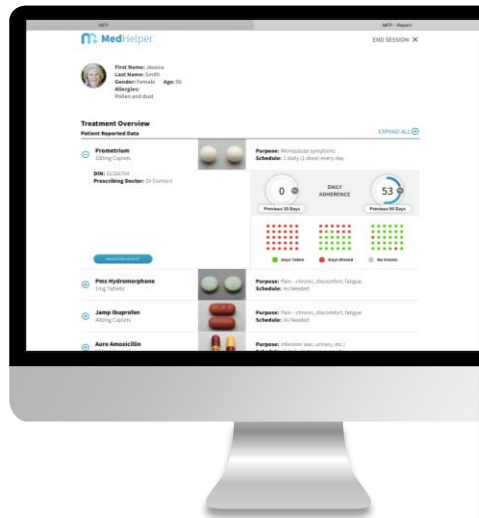 MTP - Report
MedHelper
END SESSION X
First Name: Jessica
Last Name: Smith
Gender: Female Age: 56
Allergies:
Pollen and dust
Treatment Overview
Patient Reported Data
EXPAND ALL
Prometrium
100mg Caplets
Purpose: Menopause symptoms
Schedule: 1 daily (1 dose) every day
DIN:
Prescribing Doctor: Dr Dumont
0 %
DAILY
ADHERENCE
53 %
Previous 30 Days
Previous 90 Days
Days Taken
Days Missed
No Events
Pms Hydromorphone
1mg Tablets
Purpose: Pain - chronic, discomfort, fatigue
Schedule: As Needed
Jamp Ibuprofen
400mg Caplets
Purpose: Pain - chronic, discomfort, fatigue
Schedule: As Needed
Auro Amoxicillin
Purpose: Infection (ear, urinary, etc.)